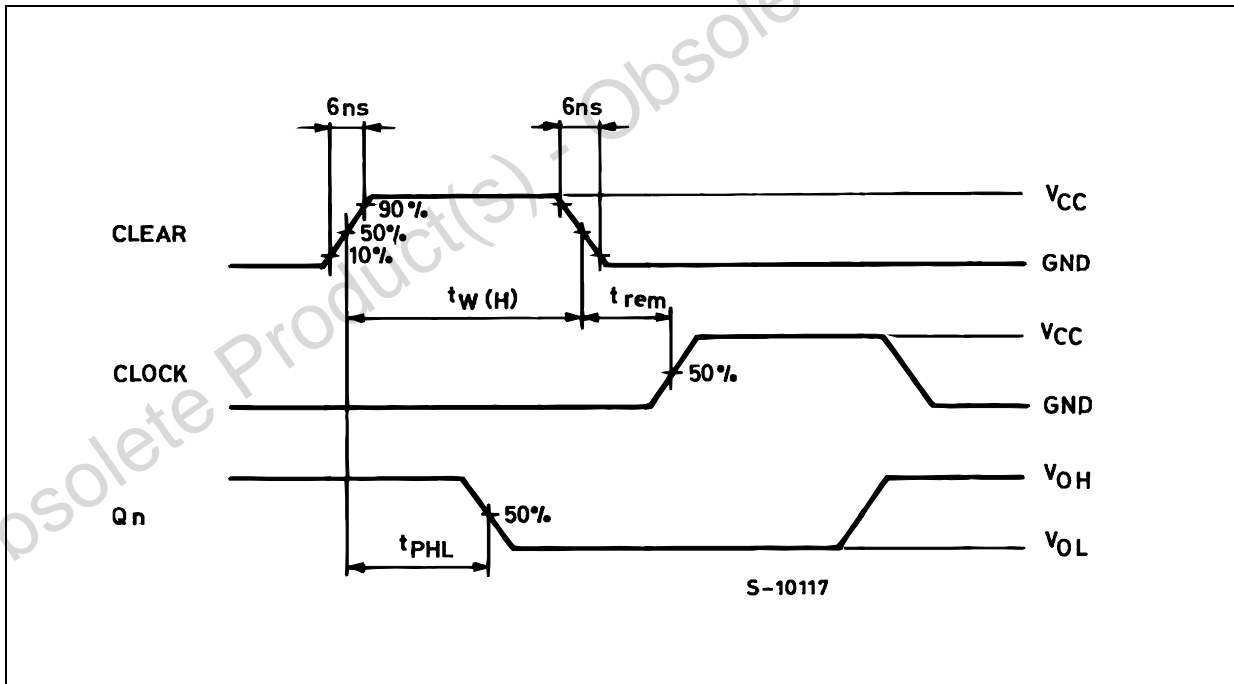 Obsolete Product(s) - Obsolete
6ns
6ns
VCC
90%
CLEAR
50%
10%
GND
tW (H)
trem
VCC
CLOCK
50%
GND
VOH
Qn
50%
tPHL
VOL
S-10117